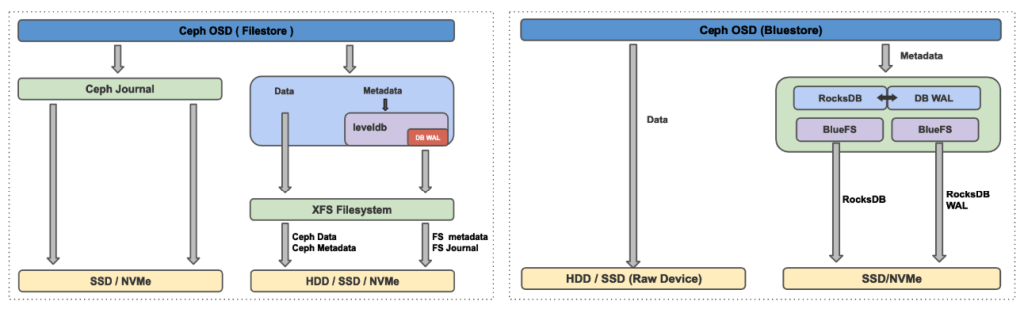 Ceph OSD ( Filestore )
Ceph Journal
Data
Metadata
leveldb
DB WAL
XFS Filesystem
Ceph Data
Ceph Metadata
FS metadata
FS Journal
SSD / NVMe
HDD / SSD / NVMe
Ceph OSD (Bluestore)
Metadata
RocksDB
DB WAL
BlueFS
BlueFS
Data
RocksDB
RocksDB
WAL
HDD / SSD (Raw Device)
SSD/NVMe